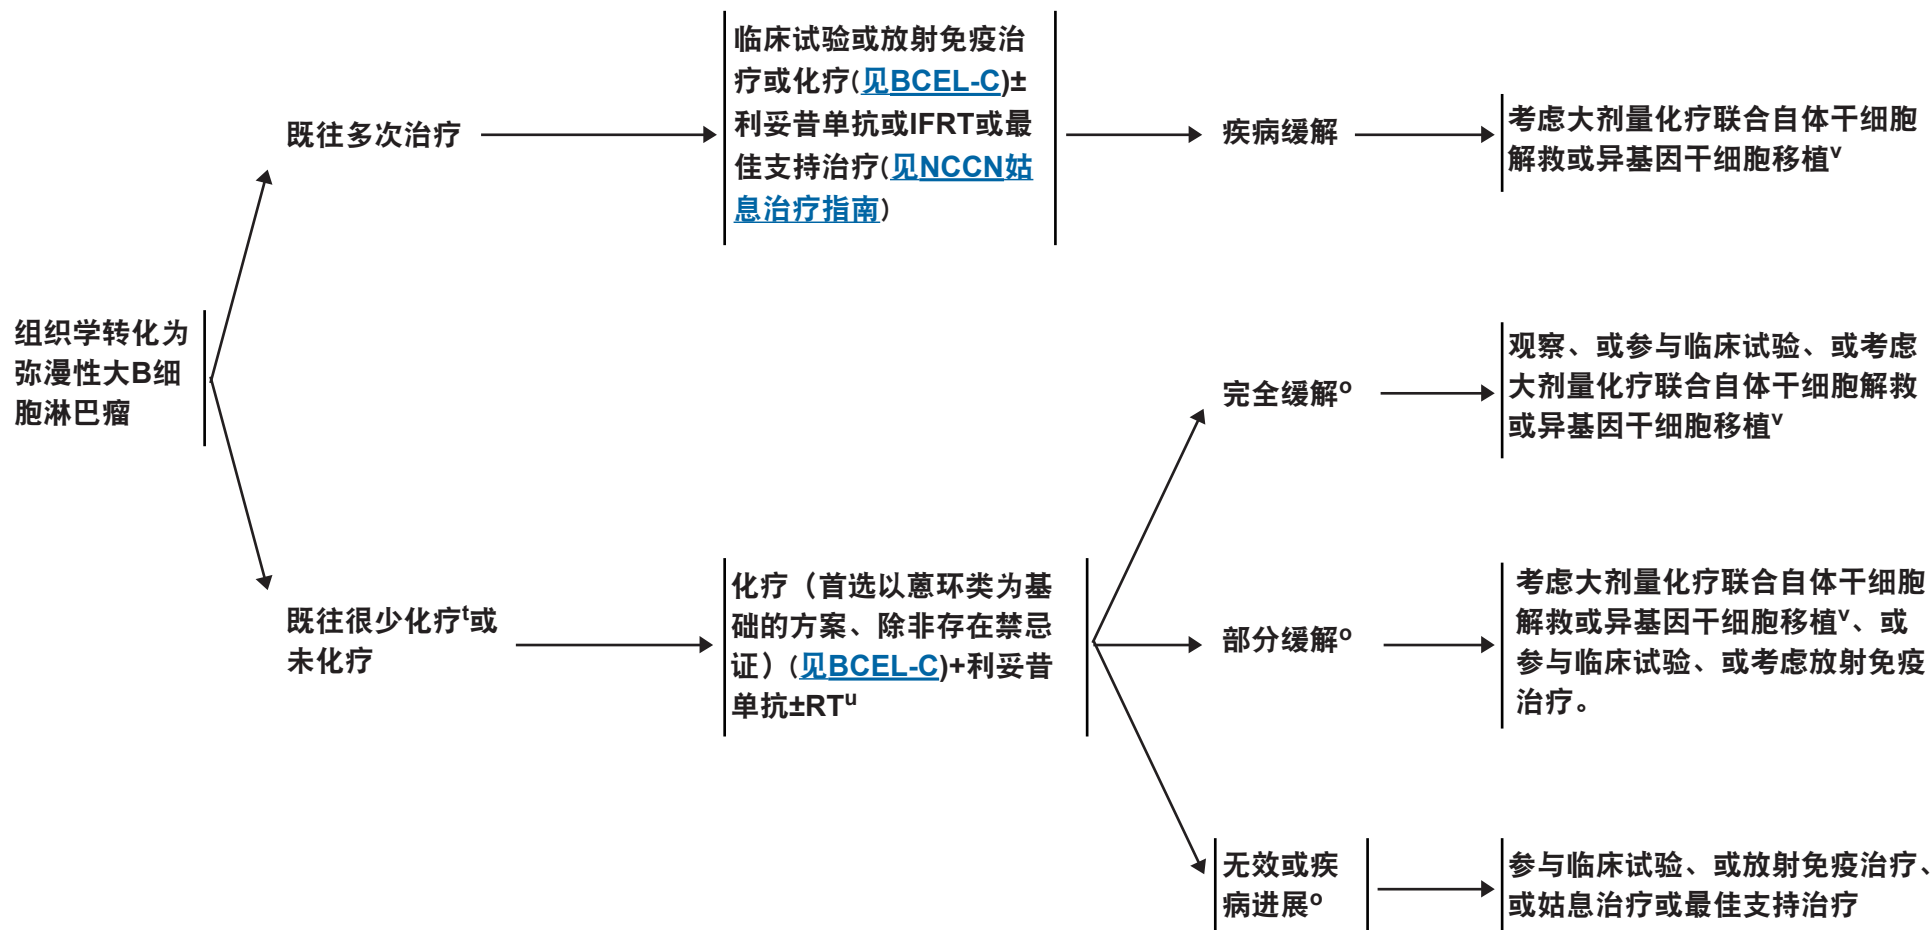 临床试验或放射免疫治
疗或化疗(见BCEL-C)±
利妥昔单抗或IFRT或最
佳支持治疗(见NCCN姑
息治疗指南)
既往多次治疗
疾病缓解
考虑大剂量化疗联合自体干细胞
解救或异基因干细胞移植v
组织学转化为
弥漫性大B细
胞淋巴瘤
完全缓解o
观察、或参与临床试验、或考虑
大剂量化疗联合自体干细胞解救
或异基因干细胞移植v
既往很少化疗t或
未化疗
化疗（首选以蒽环类为基
础的方案、除非存在禁忌
证）(见BCEL-C)+利妥昔
单抗±RTu
部分缓解o
考虑大剂量化疗联合自体干细胞
解救或异基因干细胞移植v、或
参与临床试验、或考虑放射免疫
治疗。
无效或疾
病进展o
参与临床试验、或放射免疫治疗、
或姑息治疗或最佳支持治疗